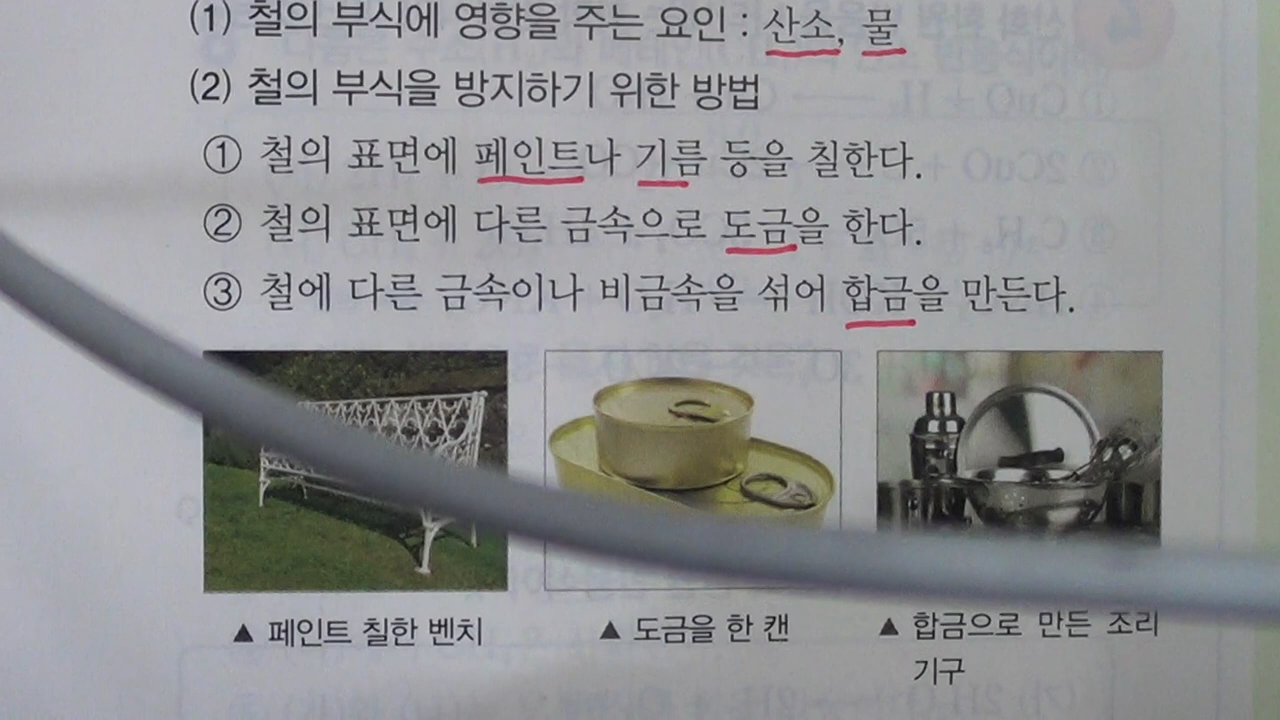 (1) 철의 부식에 영향을 주는 요인 : 산소, 물
(2) 철의 부식을 방지하기 위한 방법
① 철의 표면에 페인트나 기름 등을 칠한다.
② 철의 표면에 다른 금속으로 도금을 한다.
③ 철에 다른 금속이나 비금속을 섞어 합금을 만든다.
▲ 페인트 칠한 벤치
▲ 도금을 한 캔
▲ 합금으로 만든 조리
기구